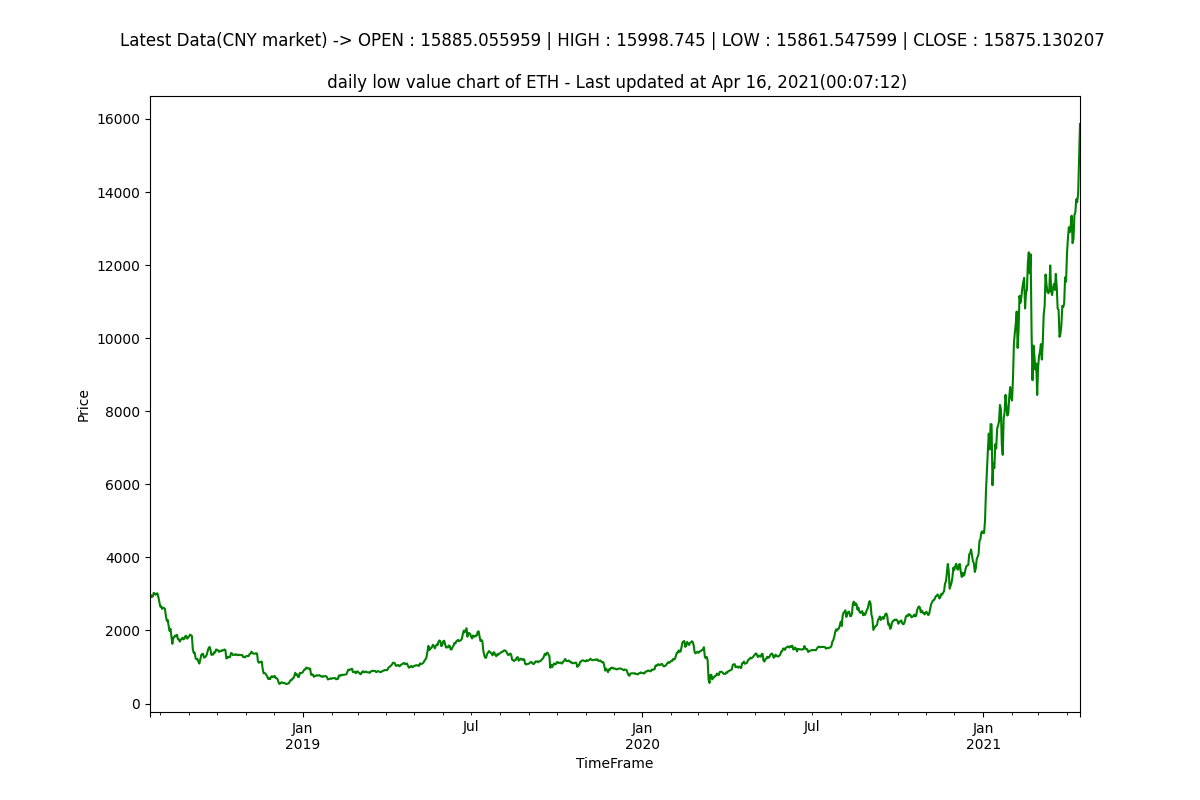 Latest Data(CNY market) -> OPEN : 15885.055959 | HIGH : 15998.745 | LOW : 15861.547599 | CLOSE : 15875.130207
daily low value chart of ETH - Last updated at Apr 16, 2021(00:07:12)
16000
14000
12000
10000
8000
6000
4000
2000
0
Price
Jan Jul Jan Jul Jan
2019 2020 2021
TimeFrame